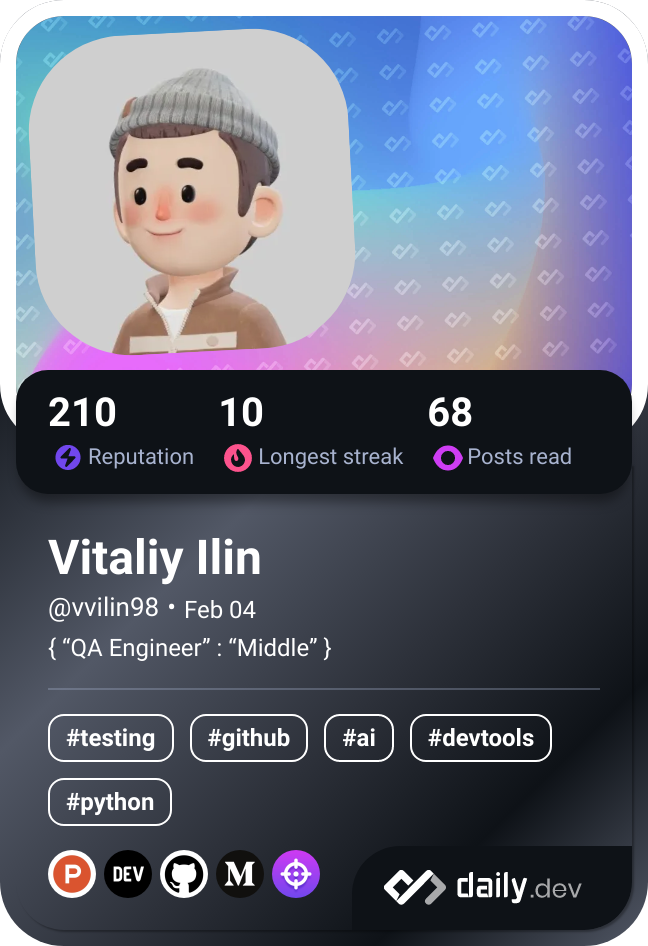 210 10 68
Reputation Longest streak Posts read
Vitaliy Ilin
@vvilin98 • Feb 04
{ “QA Engineer” : “Middle” }
#testing #github #ai #devtools
#python
P DEV M daily.dev